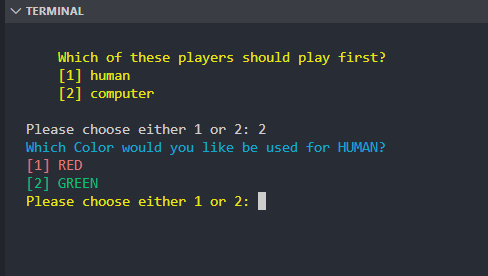 TERMINAL
Which of these players should play first?
[1] human
[2] computer
Please choose either 1 or 2: 2
Which Color would you like be used for HUMAN?
[1] RED
[2] GREEN
Please choose either 1 or 2: